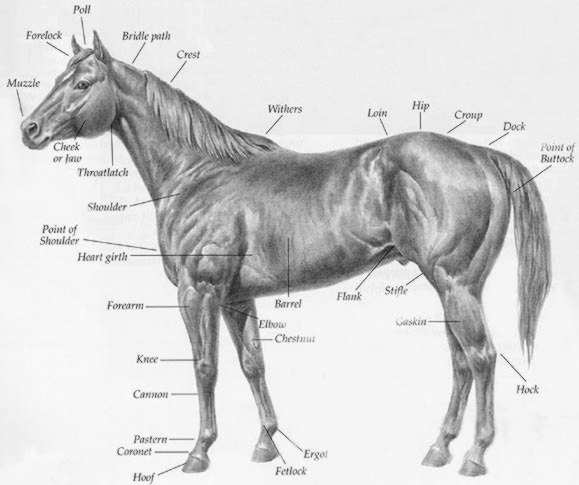 Poll
Forelock
Bridle path
Crest
Muzzle
Withers
Loin
Hip
Croup
Dock
Cheek
or Jaw
Point of
Buttock
Throatlatch
Shoulder
Point of
Shoulder
Heart girth
Forearm
Barrel
Flank
Stifle
Elbow
Gaskin
Chestnut
Knee
Hock
Cannon
Pastern
Coronet
Ergot
Hoof
Fetlock